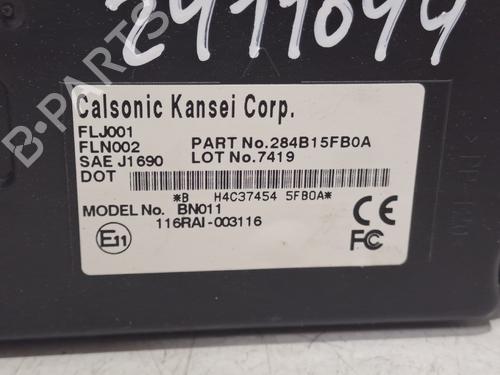 2411644
B-PARTS
Calsonic Kansei Corp.
FLJ001
FLN002 PART No.284B15FB0A
SAE J1690 LOT No.7419
DOT
*B H4C37454 5FB0A*
MODEL No. BN011
116RAI-003116
E11
CE
FC